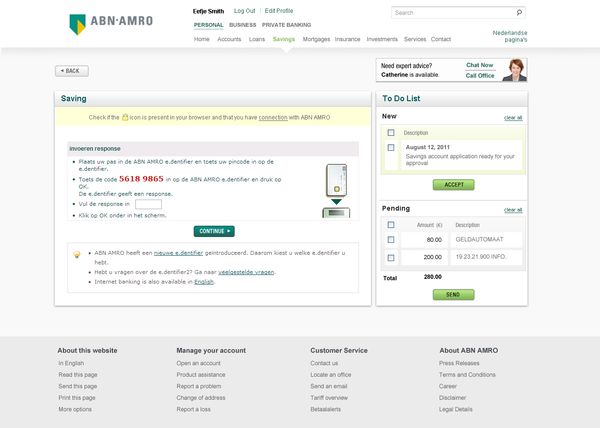 ABN·AMRO
Eefje Smith Log Out | Edit Profile
Search
PERSONAL BUSINESS PRIVATE BANKING
Home Accounts Loans Savings Mortgages Insurance Investments Services Contact
Nederlandse
pagina's
◄ BACK
Need expert advice?
Catherine is available.
Chat Now
Call Office
Saving
Check if the icon is present in your browser and that you have connection with ABN AMRO
invoeren response
• Plaats uw pas in de ABN AMRO e.dentifier en toets uw pincode in op de
e.dentifier.
• Toets de code 5618 9865 in op de ABN AMRO e.dentifier en druk op
OK.
De e.dentifier geeft een response.
• Vul de response in
• Klik op OK onder in het scherm.
CONTINUE ►
• ABN AMRO heeft een nieuwe e.dentifier geïntroduceerd. Daarom kiest u welke e.dentifier u
hebt.
• Hebt u vragen over de e.dentifier2? Ga naar veelgestelde vragen.
• Internet banking is also available in English.
To Do List
New
clear all
Description
August 12, 2011
Savings account application ready for your
approval
ACCEPT
Pending
clear all
Amount (€) Description
80.00 GELDAUTOMAAT
200.00 19.23.21.900 INFO.
Total 280.00
SEND
About this website
In English
Read this page
Send this page
Print this page
More options
Manage your account
Open an account
Product assistance
Report a problem
Change of address
Report a loss
Customer Service
Contact us
Locate an office
Send an email
Tariff overview
Betaalalerts
About ABN AMRO
Press Releases
Terms and Conditions
Career
Disclaimer
Legal Details